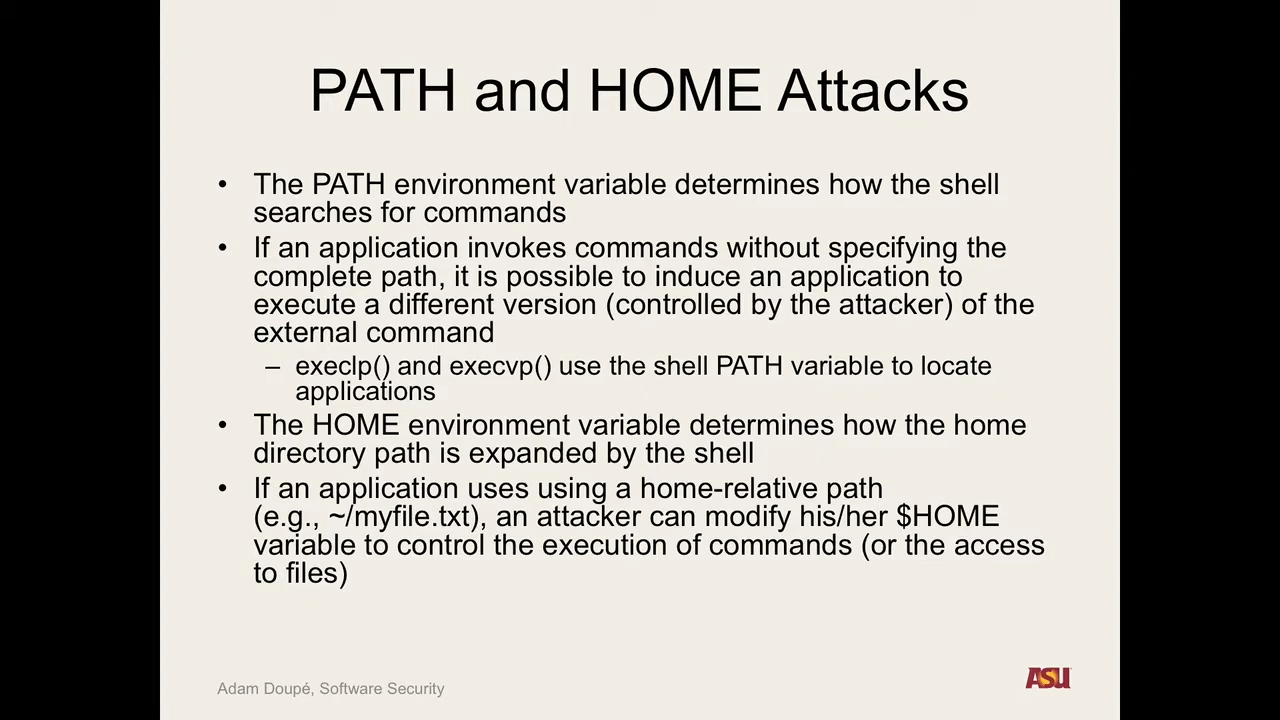 PATH and HOME Attacks
• The PATH environment variable determines how the shell
searches for commands
• If an application invokes commands without specifying the
complete path, it is possible to induce an application to
execute a different version (controlled by the attacker) of the
external command
– execlp() and execvp() use the shell PATH variable to locate
applications
• The HOME environment variable determines how the home
directory path is expanded by the shell
• If an application uses using a home-relative path
(e.g., ~/myfile.txt), an attacker can modify his/her $HOME
variable to control the execution of commands (or the access
to files)
Adam Doupé, Software Security
ASU